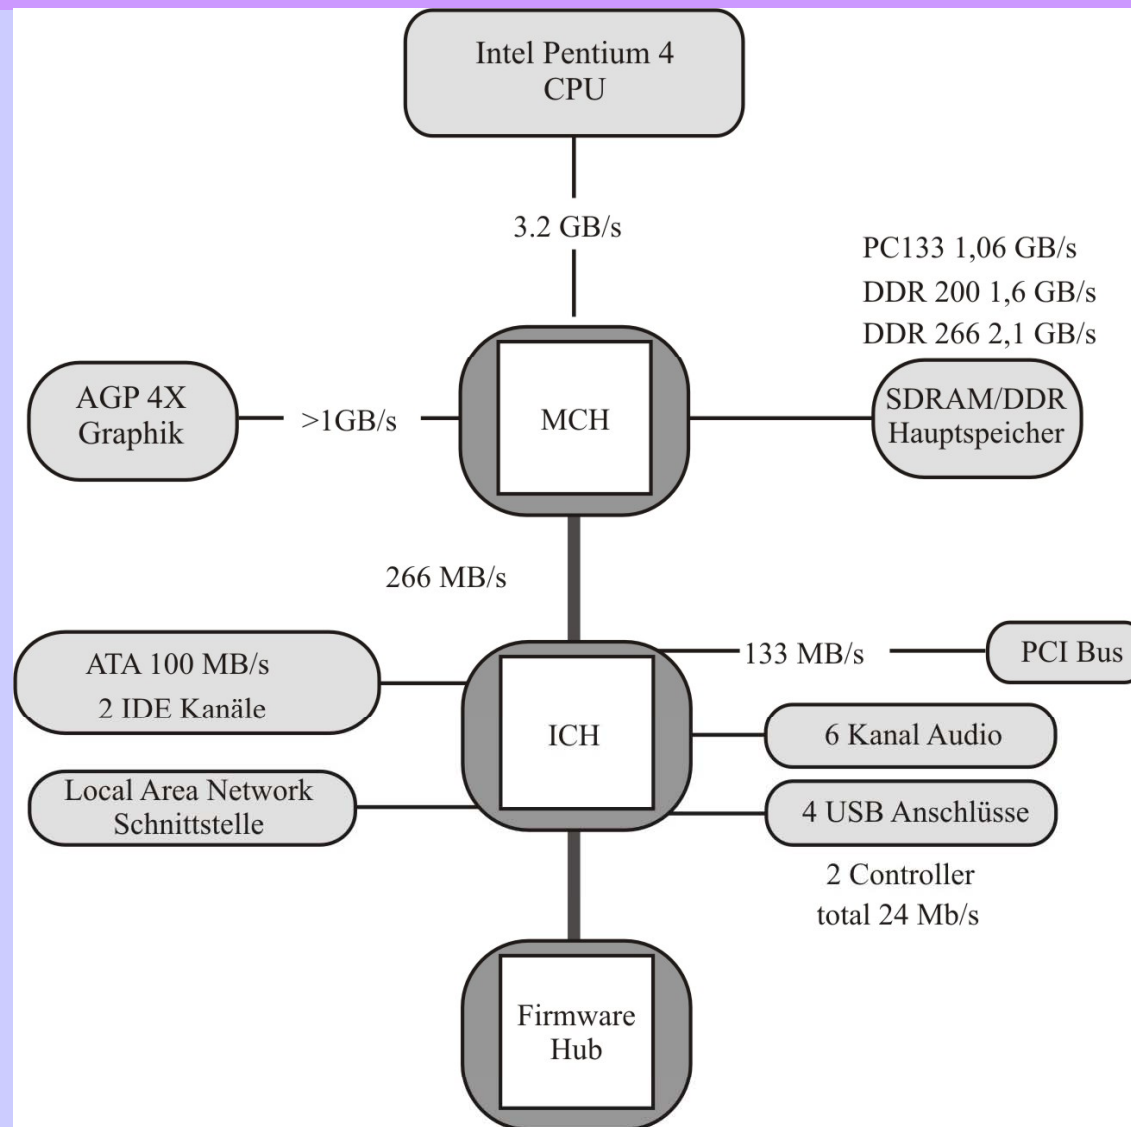 Intel Pentium 4
CPU
3.2 GB/s
PC133 1,06 GB/s
DDR 200 1,6 GB/s
DDR 266 2,1 GB/s
AGP 4X
Graphik
>1GB/s
MCH
SDRAM/DDR
Hauptspeicher
266 MB/s
ATA 100 MB/s
2 IDE Kanäle
133 MB/s
PCI Bus
ICH
6 Kanal Audio
Local Area Network
Schnittstelle
4 USB Anschlüsse
2 Controller
total 24 Mb/s
Firmware
Hub